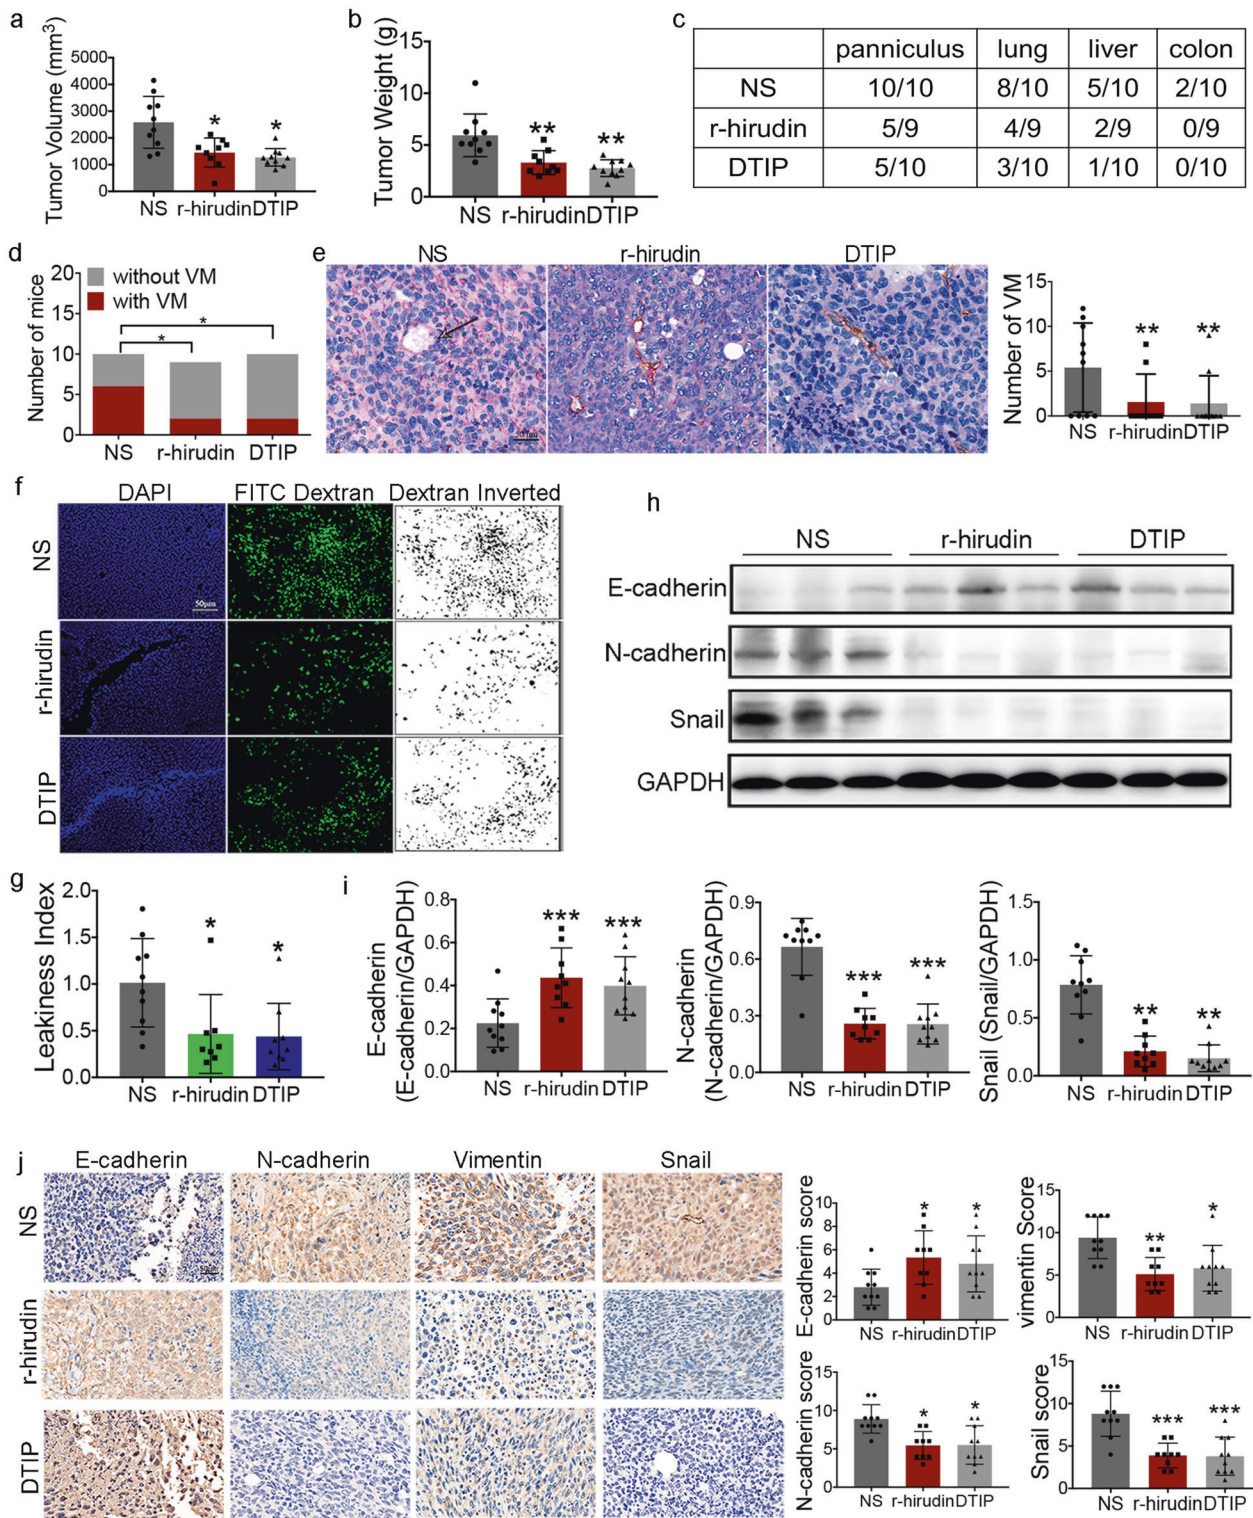 a
Tumor Volume (mm³)
5000
4000
3000
2000
1000
0
*
*
NS
r-hirudin
DTIP
b
Tumor Weight (g)
15
10
5
0
**
**
NS
r-hirudin
DTIP
c
panniculus lung liver colon
NS 10/10 8/10 5/10 2/10
r-hirudin 5/9 4/9 2/9 0/9
DTIP 5/10 3/10 1/10 0/10
d
Number of mice
20
15
10
5
0
without VM
with VM
*
*
NS
r-hirudin
DTIP
e
NS
r-hirudin
DTIP
Number of VM
15
10
5
0
**
**
NS
r-hirudin
DTIP
f
DAPI
FITC Dextran
Dextran Inverted
NS
50μm
r-hirudin
DTIP
h
NS
r-hirudin
DTIP
E-cadherin
N-cadherin
Snail
GAPDH
g
Leakiness Index
2.0
1.5
1.0
0.5
0.0
*
*
NS
r-hirudin
DTIP
i
E-cadherin
(E-cadherin/GAPDH)
0.8
0.6
0.4
0.2
0.0
***
***
NS
r-hirudin
DTIP
N-cadherin
(N-cadherin/GAPDH)
0.9
0.6
0.3
0.0
***
***
NS
r-hirudin
DTIP
Snail (Snail/GAPDH)
1.5
1.0
0.5
0.0
**
**
NS
r-hirudin
DTIP
j
E-cadherin
N-cadherin
Vimentin
Snail
NS
r-hirudin
DTIP
E-cadherin score
10
8
6
4
2
0
*
*
NS
r-hirudin
DTIP
vimentin Score
15
10
5
0
**
*
NS
r-hirudin
DTIP
N-cadherin score
15
10
5
0
*
*
NS
r-hirudin
DTIP
Snail score
15
10
5
0
***
***
NS
r-hirudin
DTIP